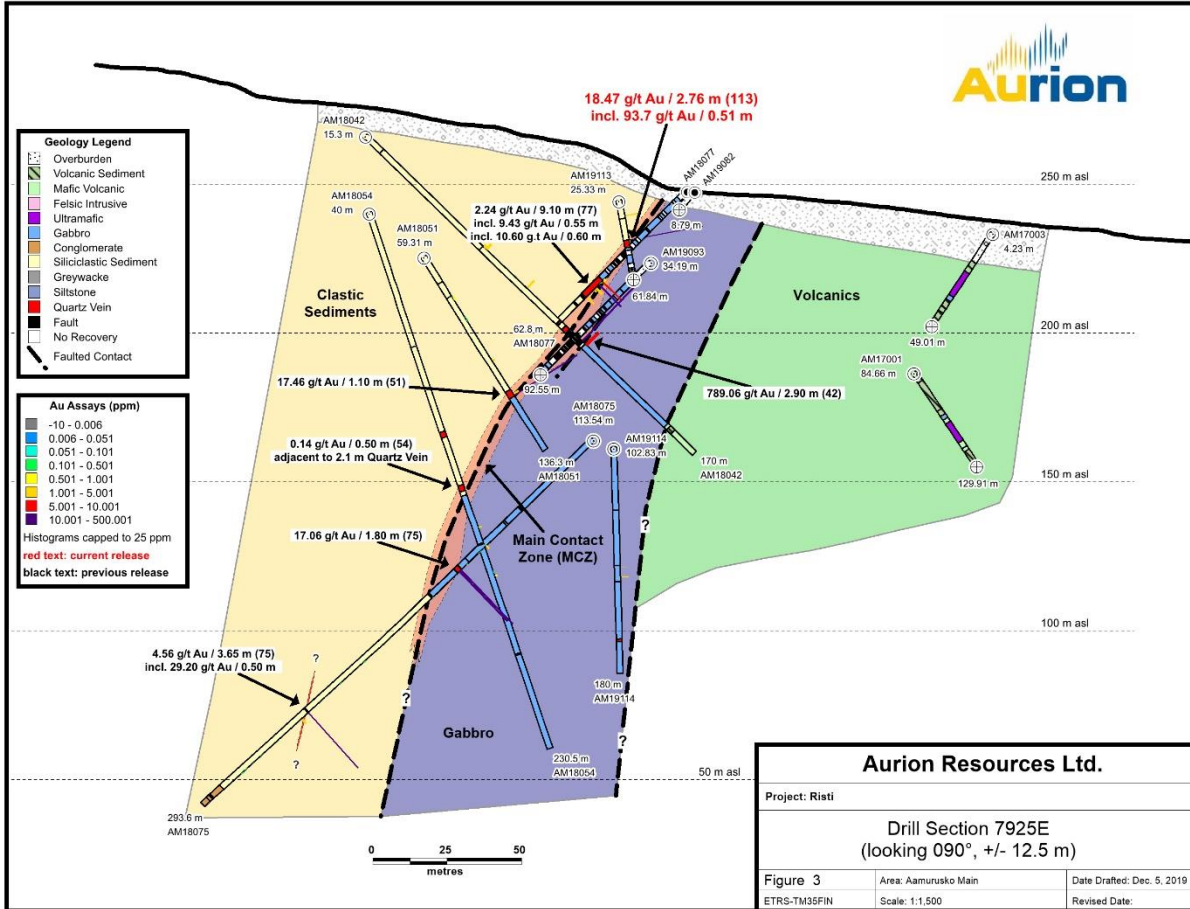 Aurion
18.47 g/t Au / 2.76 m (113)
incl. 93.7 g/t Au / 0.51 m
AM18042
15.3 m
AM18077
AM19082
AM19113
25.33 m
250 m asl
Geology Legend
Overburden
Volcanic Sediment
Mafic Volcanic
Felsic Intrusive
Ultramafic
Gabbro
Conglomerate
Siliciclastic Sediment
Greywacke
Siltstone
Quartz Vein
Fault
No Recovery
Faulted Contact
AM18054
40 m
AM18051
59.31 m
2.24 g/t Au / 9.10 m (77)
incl. 9.43 g/t Au / 0.55 m
incl. 10.60 g.t Au / 0.60 m
8.79 m
AM19093
34.19 m
61.84 m
AM17003
4.23 m
Clastic
Sediments
Volcanics
62.8 m
AM18077
200 m asl
49.01 m
AM17001
84.66 m
92.55 m
17.46 g/t Au / 1.10 m (51)
789.06 g/t Au / 2.90 m (42)
Au Assays (ppm)
-10 - 0.006
0.006 - 0.051
0.051 - 0.101
0.101 - 0.501
0.501 - 1.001
1.001 - 5.001
5.001 - 10.001
10.001 - 500.001
Histograms capped to 25 ppm
red text: current release
black text: previous release
AM18075
113.54 m
AM19114
102.83 m
0.14 g/t Au / 0.50 m (54)
adjacent to 2.1 m Quartz Vein
136.3 m
AM18051
170 m
AM18042
129.91 m
150 m asl
?
17.06 g/t Au / 1.80 m (75)
Main Contact
Zone (MCZ)
100 m asl
4.56 g/t Au / 3.65 m (75)
incl. 29.20 g/t Au / 0.50 m
?
?
?
180 m
AM19114
Gabbro
?
230.5 m
AM18054
50 m asl
293.6 m
AM18075
0 25 50
metres
Aurion Resources Ltd.
Project: Risti
Drill Section 7925E
(looking 090°, +/- 12.5 m)
Figure 3
Area: Aamurusko Main
Date Drafted: Dec. 5, 2019
ETRS-TM35FIN
Scale: 1:1,500
Revised Date: